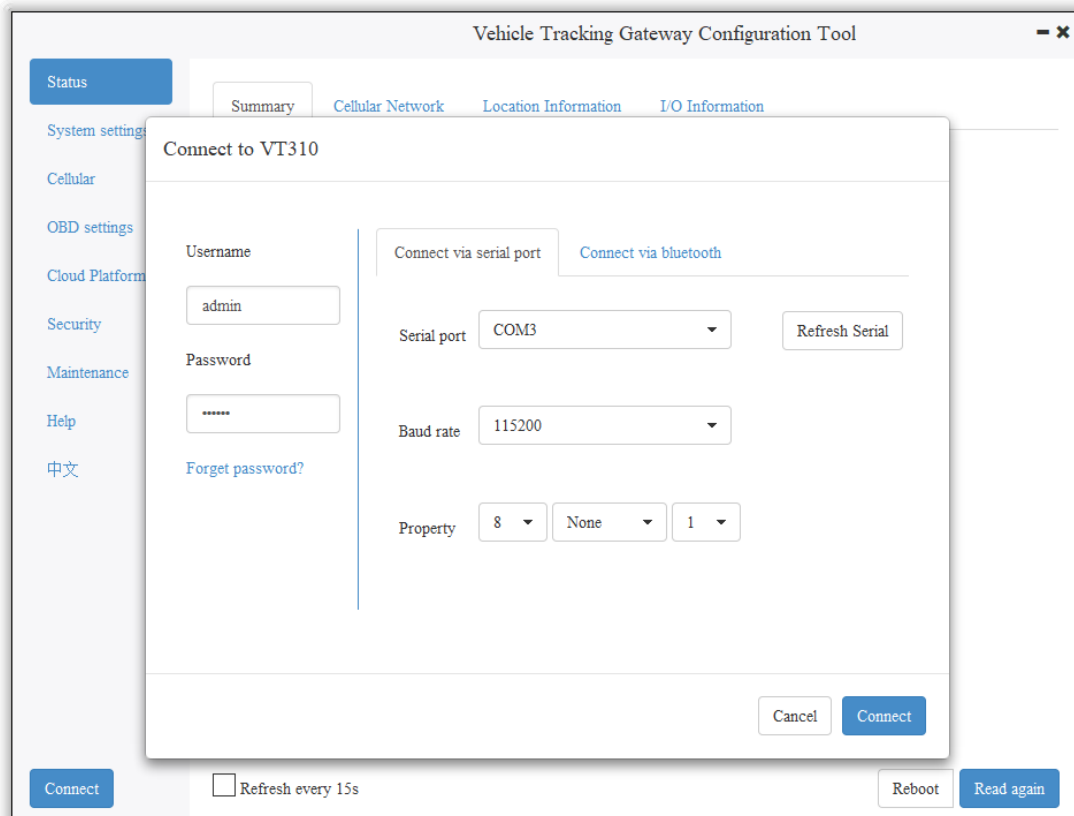 Vehicle Tracking Gateway Configuration Tool
Status
Summary
Cellular Network
Location Information
I/O Information
System settings
Cellular
OBD settings
Cloud Platform
Security
Maintenance
Help
中文
Connect to VT310
Username
admin
Password
••••••
Forget password?
Connect via serial port
Connect via bluetooth
Serial port
COM3
Refresh Serial
Baud rate
115200
Property
8
None
1
Cancel
Connect
Connect
Refresh every 15s
Reboot
Read again